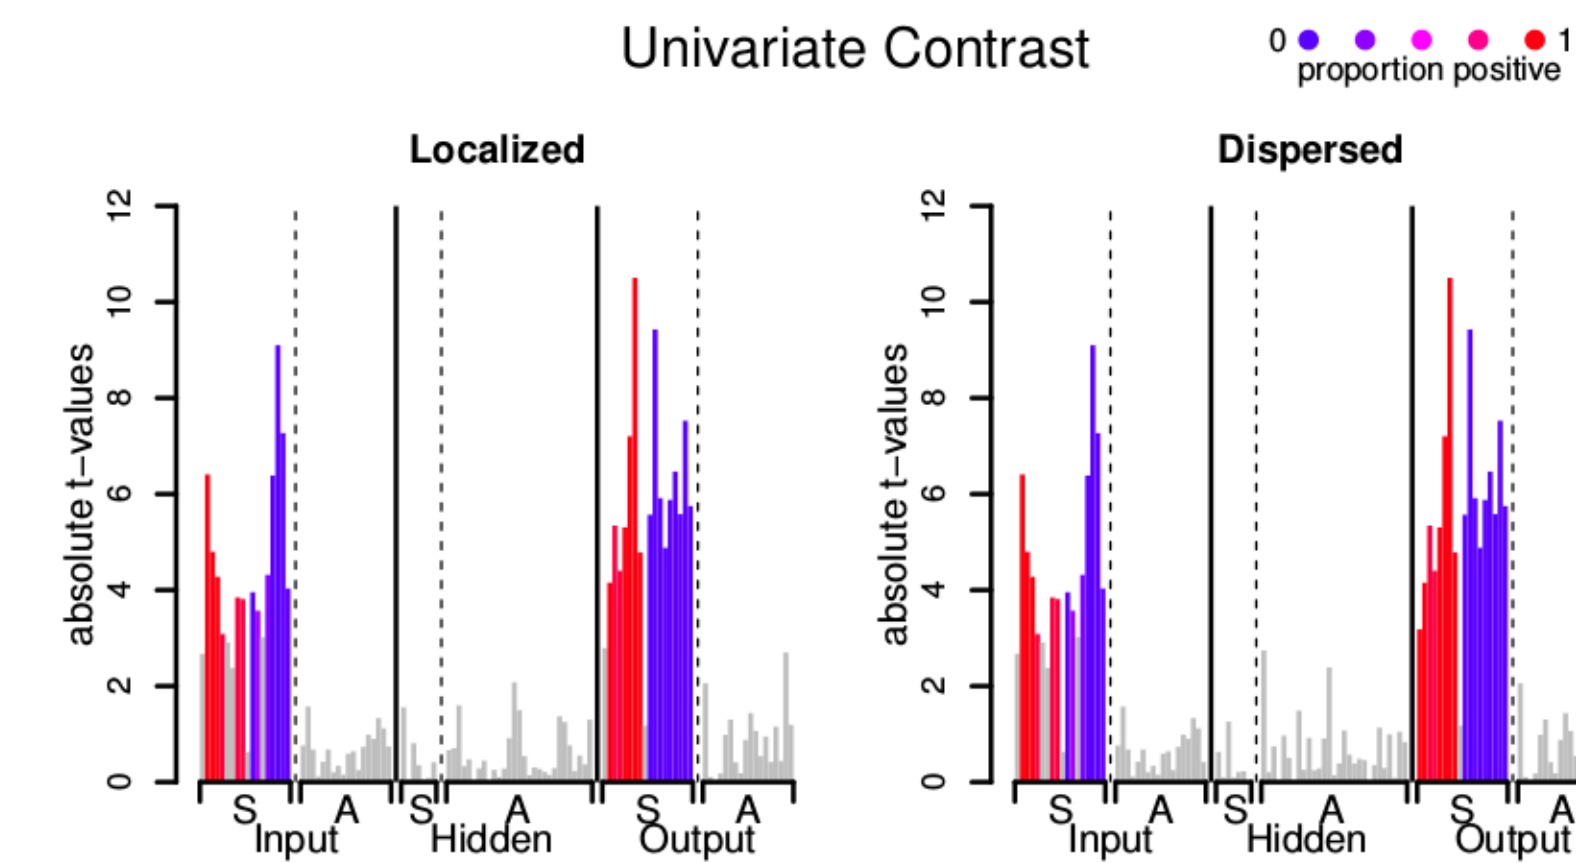 Univariate Contrast
0 1
proportion positive
Localized
Dispersed
absolute t−values
0 2 4 6 8 10 12
S A S A S A
Input Hidden Output
absolute t−values
0 2 4 6 8 10 12
S A S A S A
Input Hidden Output